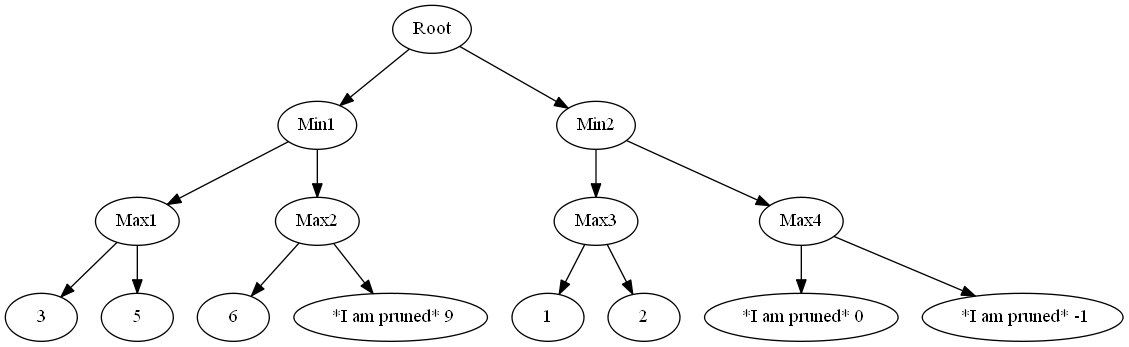 Root
Min1
Min2
Max1
Max2
Max3
Max4
3
5
6
*I am pruned* 9
1
2
*I am pruned* 0
*I am pruned* -1